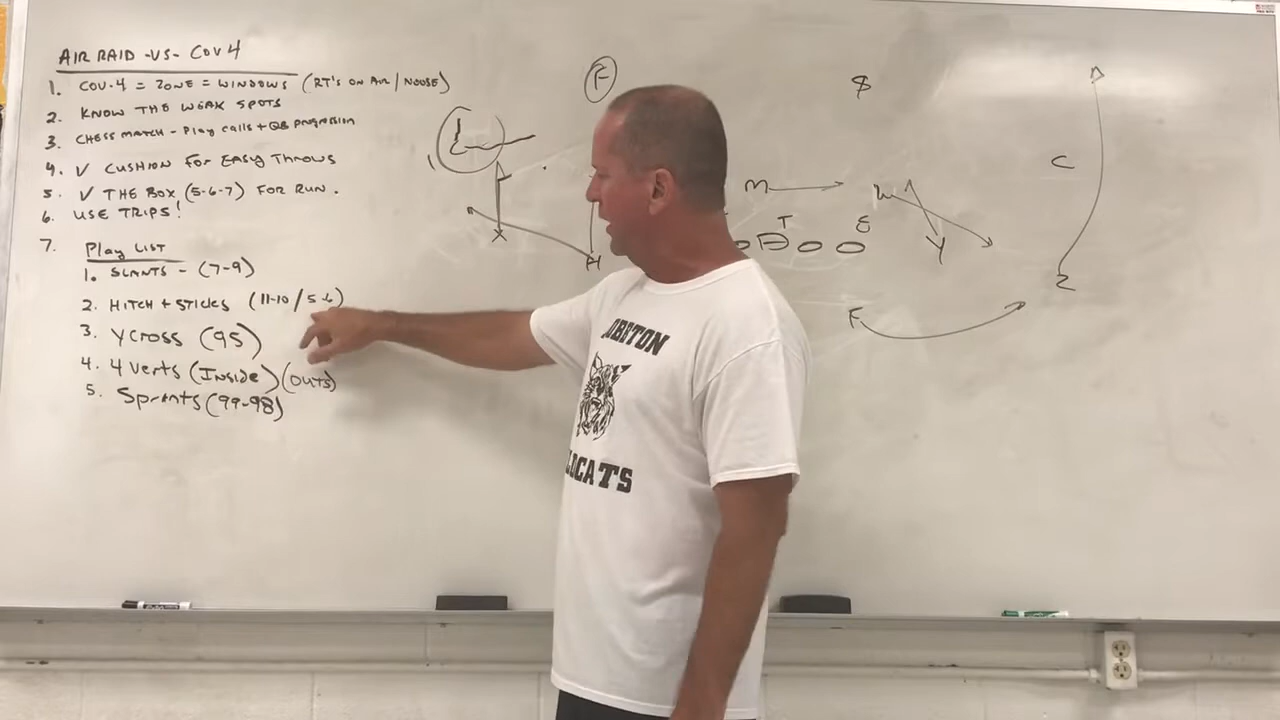 AIR RAID -VS- COV 4
1. COV.4 = ZONE = WINDOWS (RT'S ON AIR/NOOSE)
2. KNOW THE WEAK SPOTS
3. CHESS MATCH - Play calls + QB progression
4. √ CUSHION FOR EASY THROWS
5. √ THE BOX (5-6-7) FOR RUN.
6. USE TRIPS!
7. Play LIST
1. SLANTS - (7-9)
2. HITCH + STICKS (11-10/5-6)
3. YCROSS (95)
4. 4 Verts (INSIDE) (OUTS)
5. Sprints (99-98)
F
$
C
M
W
T
E
X
H
Y
Z
F
WILDCATS